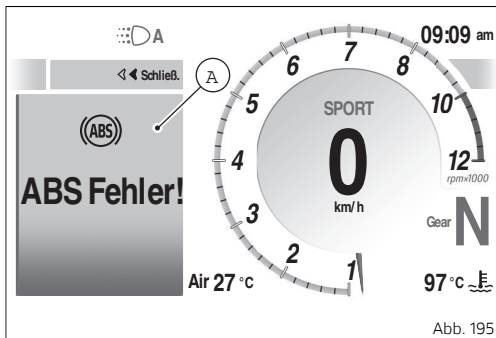 A
09:09 am
Schließ.
A
(ABS)
ABS Fehler!
SPORT
0
km/h
1
2
3
4
5
6
7
8
10
12
rpm×1000
Gear N
Air 27 °C
97 °C
Abb. 195